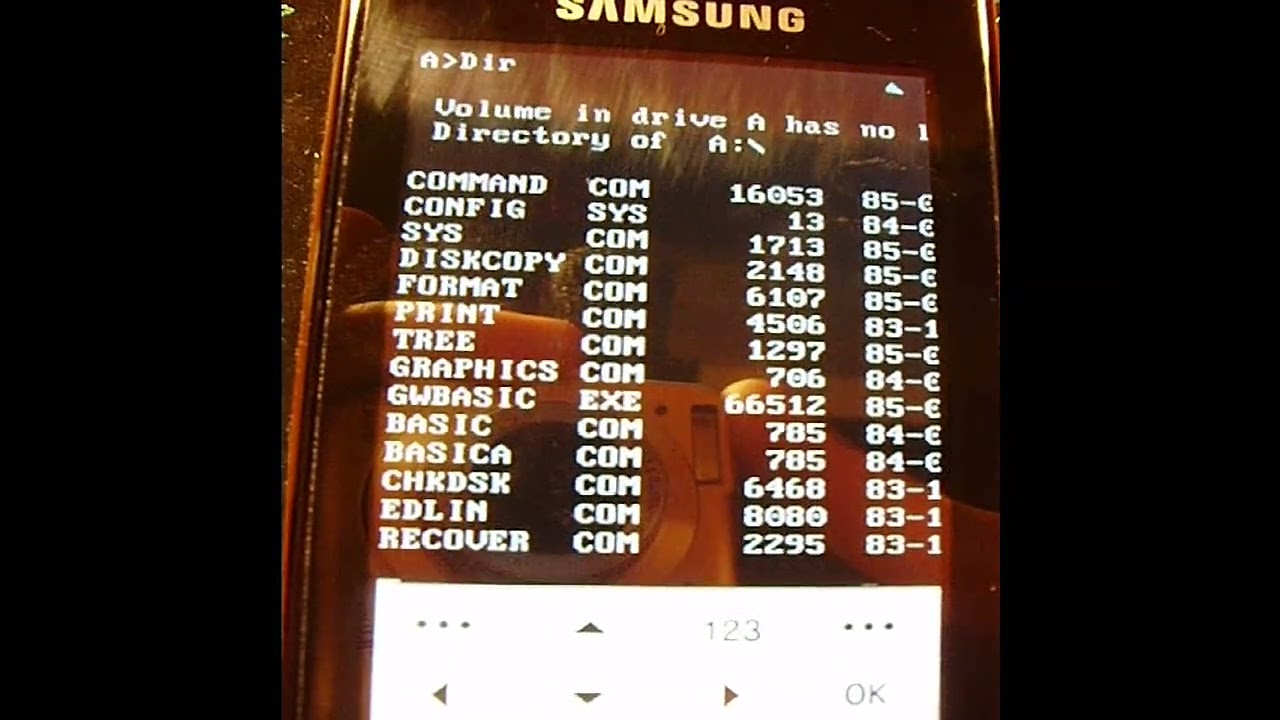 SAMSUNG
A>Dir
Volume in drive A has no l
Directory of A:\
COMMAND COM 16053 85-0
CONFIG SYS 13 84-0
SYS COM 1713 85-0
DISKCOPY COM 2148 85-0
FORMAT COM 6107 85-0
PRINT COM 4506 83-1
TREE COM 1297 85-0
GRAPHICS COM 706 84-0
GWBASIC EXE 66512 85-0
BASIC COM 785 84-0
BASICA COM 785 84-0
CHKDSK COM 6468 83-1
EDLIN COM 8080 83-1
RECOVER COM 2295 83-1
••• 123 •••
OK